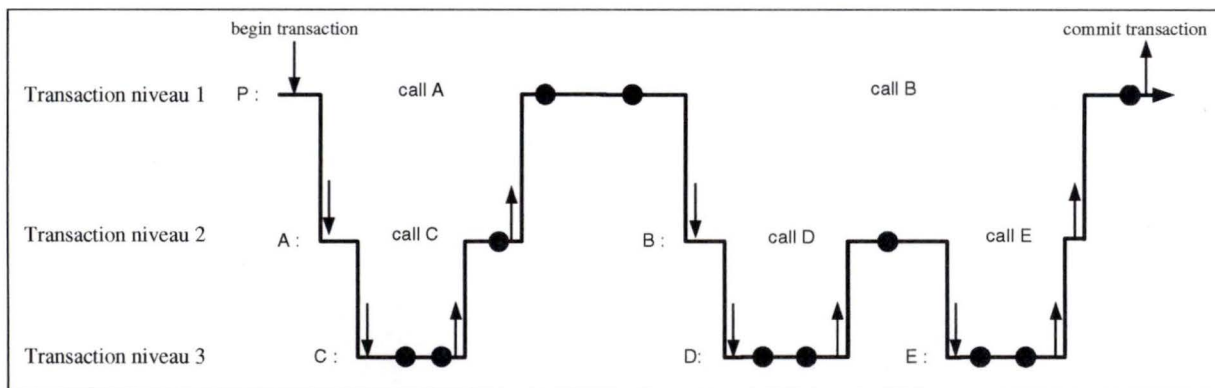 begin transaction
commit transaction
Transaction niveau 1
P :
call A
call B
Transaction niveau 2
A :
call C
B :
call D
call E
Transaction niveau 3
C :
D:
E :